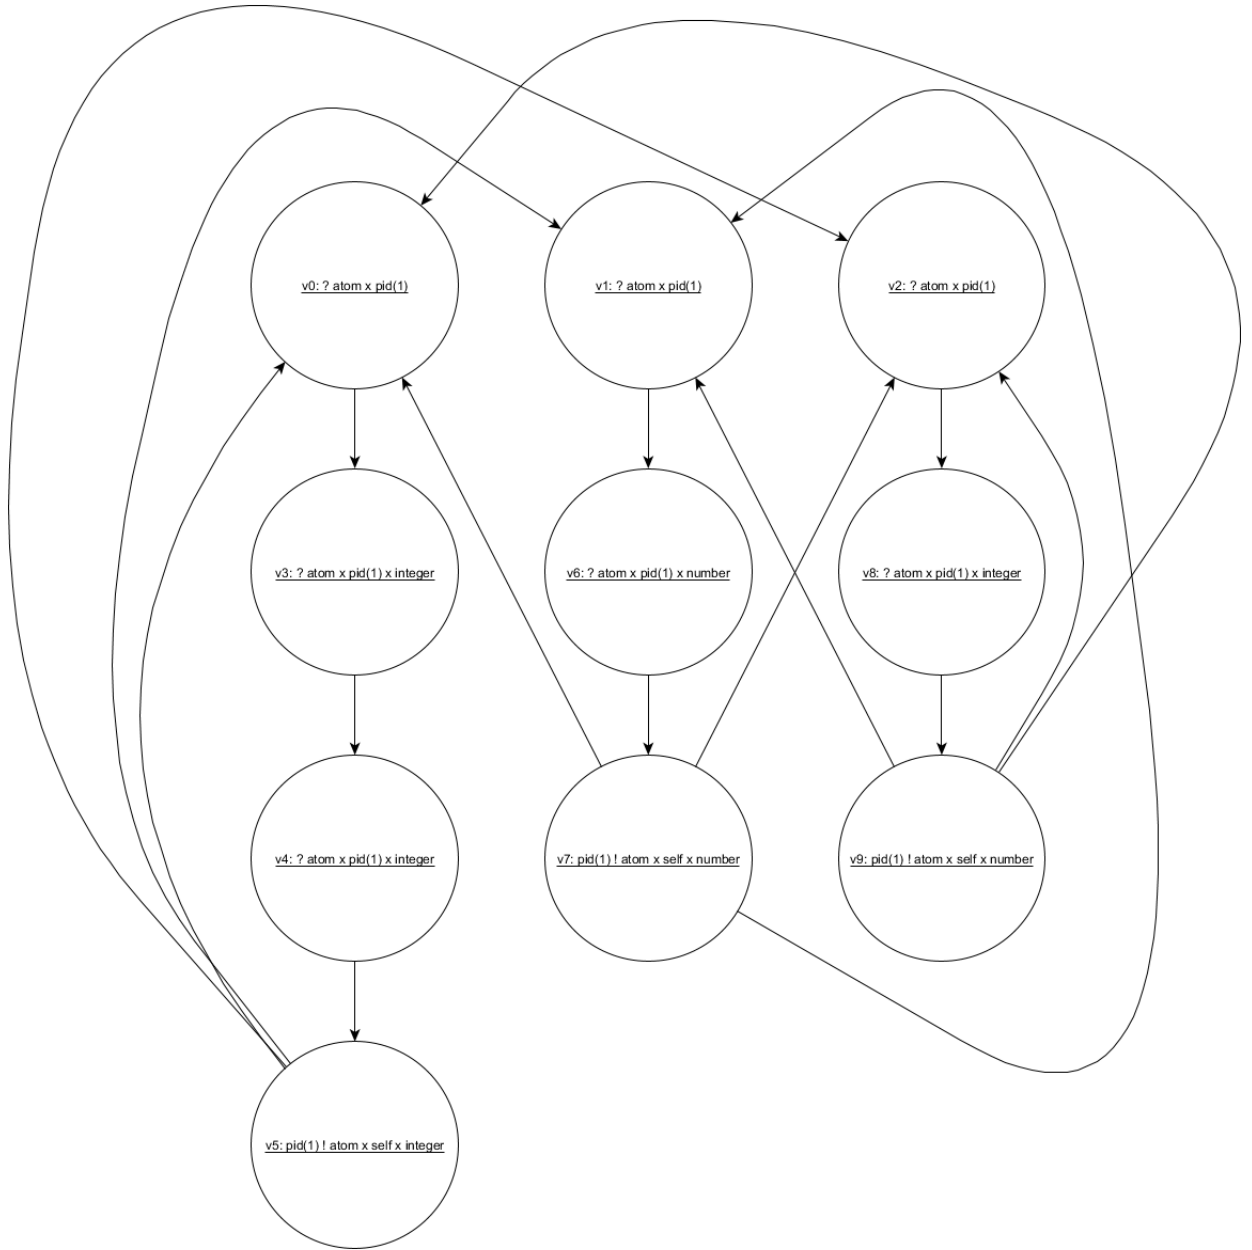 v0: ? atom x pid(1)
v1: ? atom x pid(1)
v2: ? atom x pid(1)
v3: ? atom x pid(1) x integer
v6: ? atom x pid(1) x number
v8: ? atom x pid(1) x integer
v4: ? atom x pid(1) x integer
v7: pid(1) ! atom x self x number
v9: pid(1) ! atom x self x number
v5: pid(1) ! atom x self x integer